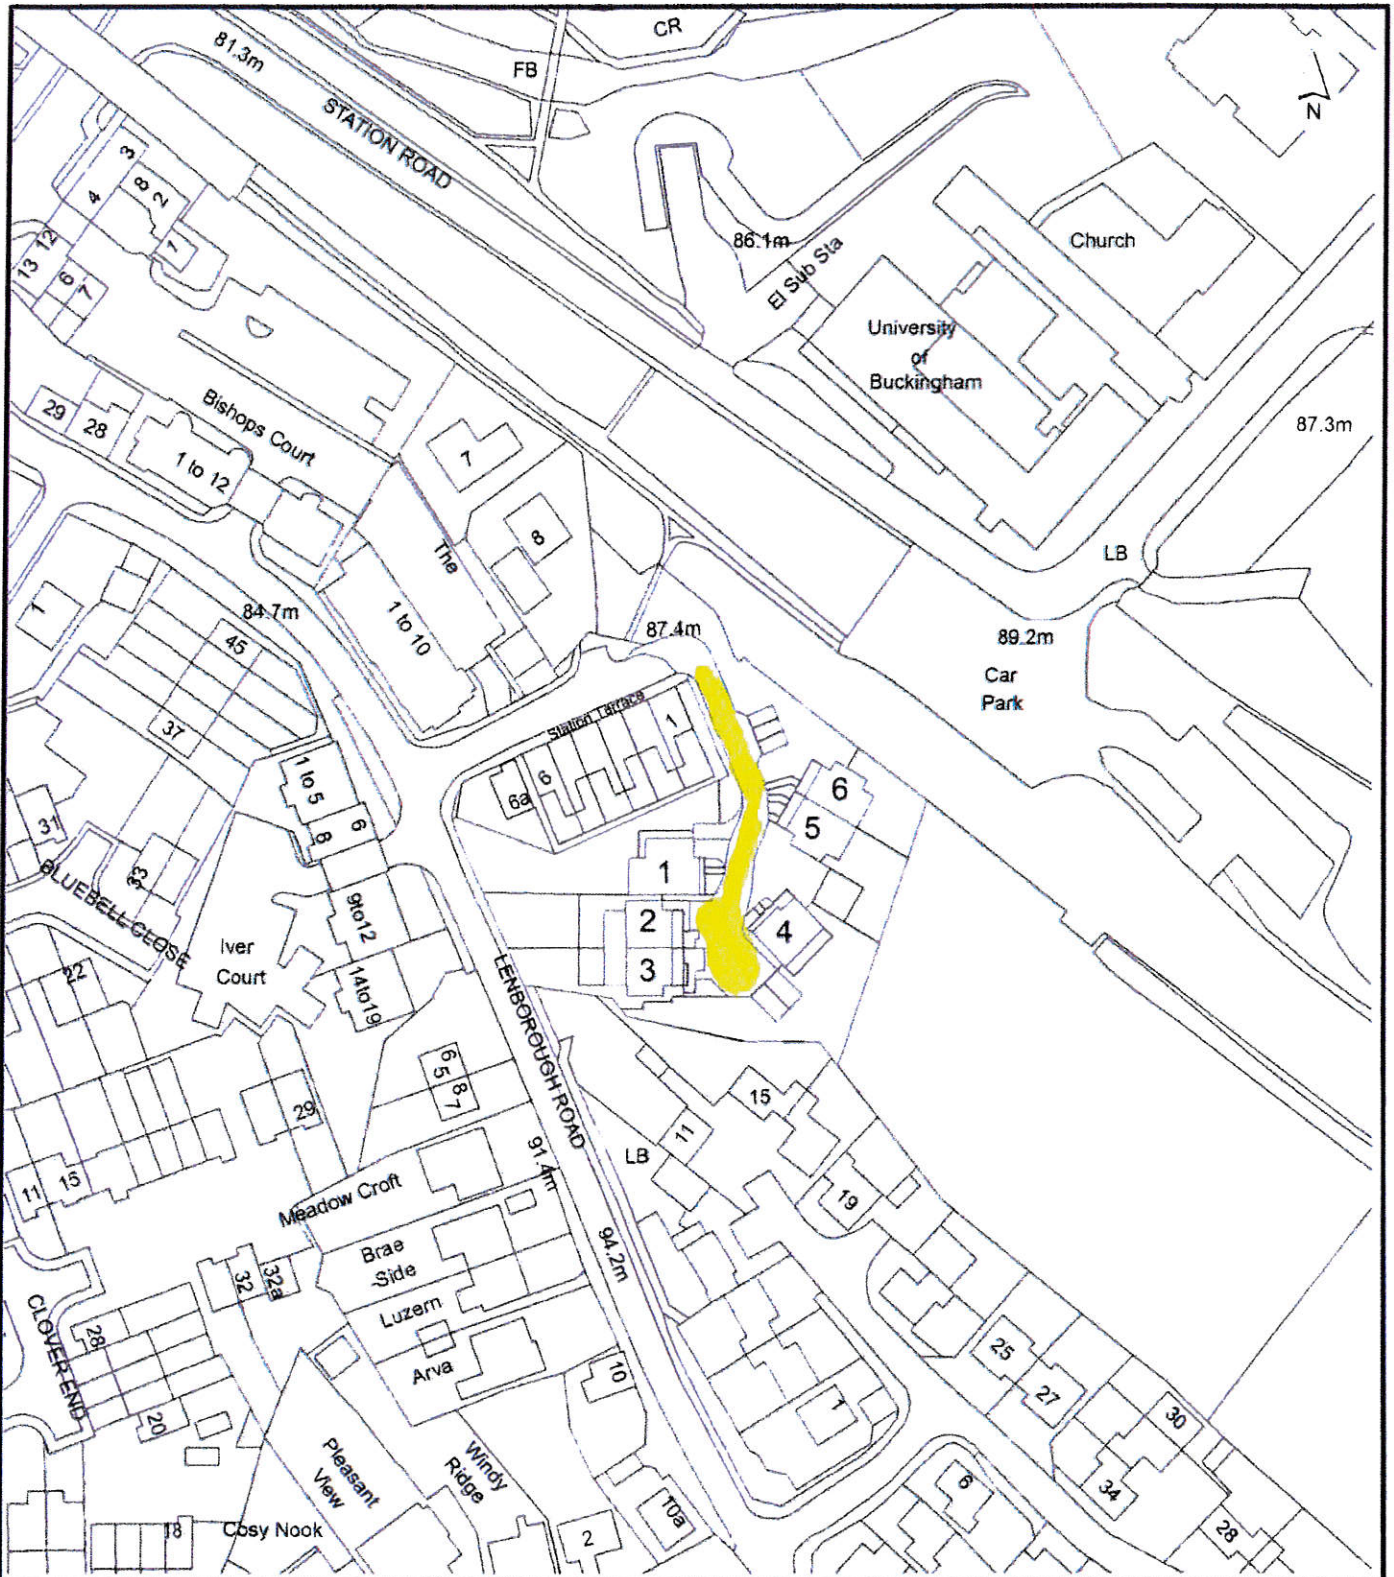 CR
81.3m
FB
STATION ROAD
N
3
8
2
4
1
12
13
6
7
86.1m
El Sub Sta
Church
University
of
Buckingham
87.3m
29
28
Bishops Court
1 to 12
7
8
The
LB
1
84.7m
45
1 to 10
87.4m
89.2m
Car
Park
37
Station Terrace
1
6
6a
1 to 5
8
6
6
5
31
33
BLUEBELL CLOSE
Iver
Court
9to12
14to19
1
2
3
4
22
LENBOROUGH ROAD
6
5
8
7
29
15
11
LB
91.4m
11
15
Meadow Croft
19
Brae
Side
94.2m
32
32a
Luzern
CLOVER END
28
Arva
10
25
27
1
30
20
Pleasant
View
Windy
Ridge
6
34
10a
18
Cosy Nook
2
28